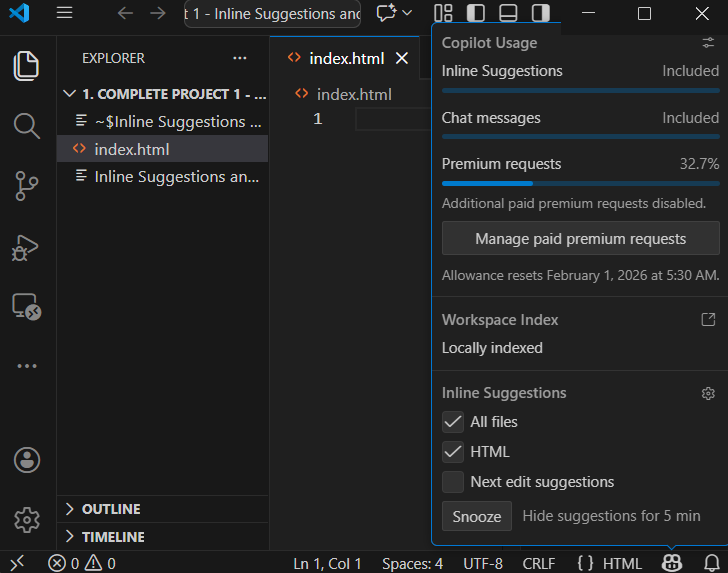 t 1 - Inline Suggestions and
EXPLORER
1. COMPLETE PROJECT 1 - ...
~$Inline Suggestions ...
index.html
Inline Suggestions an...
OUTLINE
TIMELINE
index.html
index.html
1
Copilot Usage
Inline Suggestions Included
Chat messages Included
Premium requests 32.7%
Additional paid premium requests disabled.
Manage paid premium requests
Allowance resets February 1, 2026 at 5:30 AM.
Workspace Index
Locally indexed
Inline Suggestions
All files
HTML
Next edit suggestions
Snooze Hide suggestions for 5 min
0 0 Ln 1, Col 1 Spaces: 4 UTF-8 CRLF { } HTML